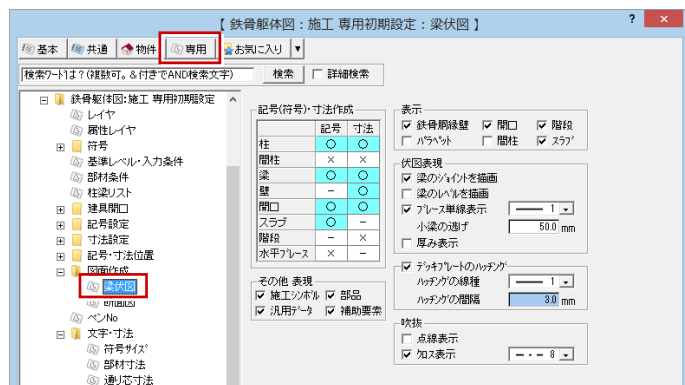 【 鉄骨躯体図：施工 専用初期設定：梁伏図 】
? ×
基本 共通 物件 専用 お気に入り ▼
検索ワードは？（複数可。＆付きでAND検索文字） 検索 詳細検索
鉄骨躯体図:施工 専用初期設定
レイヤ
属性レイヤ
符号
基準レベル・入力条件
部材条件
柱梁リスト
建具開口
記号設定
寸法設定
記号・寸法位置
図面作成
梁伏図
断面図
ペンNo
文字・寸法
符号サイズ
部材寸法
通り芯寸法
記号(符号)・寸法作成
記号 寸法
柱 ○ ○
間柱 × ×
梁 ○ ○
壁 － ○
開口 ○ ○
スラブ ○ －
階段 － ×
水平ブレース × －
その他 表現
施工シンボル 部品
汎用データ 補助要素
表示
鉄骨胴縁壁 開口 階段
パラペット 間柱 スラブ
伏図表現
梁のジョイントを描画
梁のレベルを描画
ブレース単線表示 1
小梁の逃げ 50.0 mm
厚み表示
デッキプレートのハッチング
ハッチングの線種 1
ハッチングの間隔 3.0 mm
吹抜
点線表示
クロス表示 8